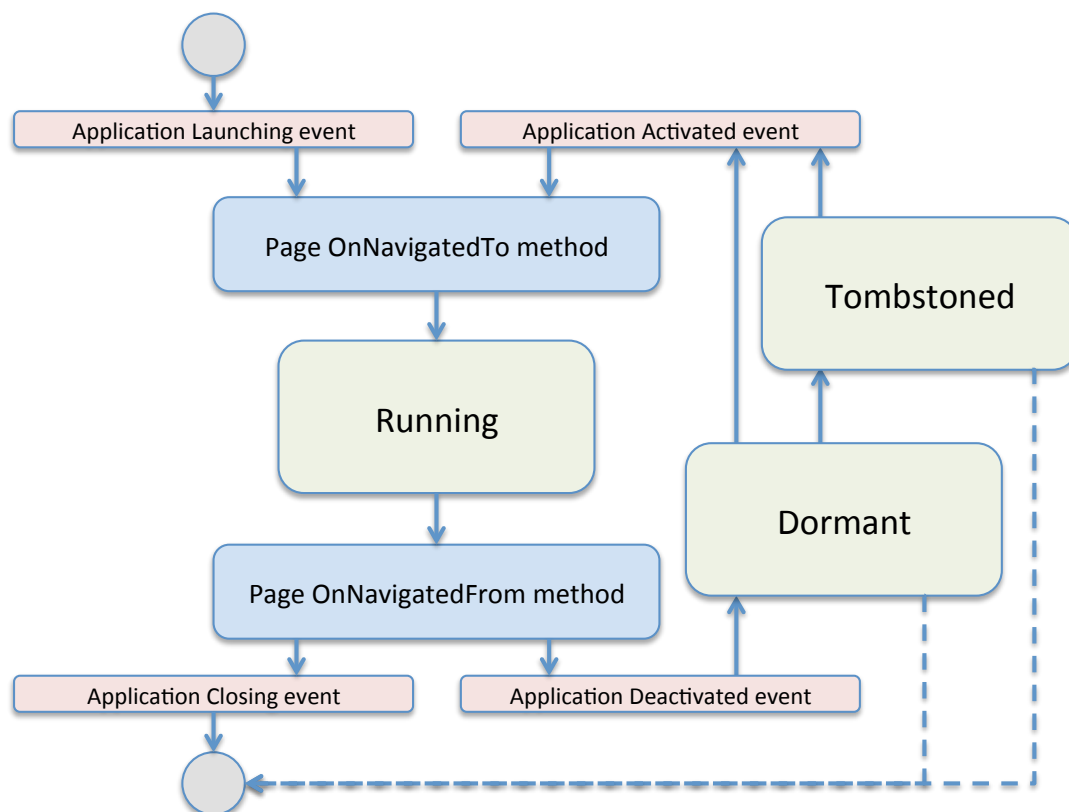 Application Launching event
Application Activated event
Page OnNavigatedTo method
Tombstoned
Running
Dormant
Page OnNavigatedFrom method
Application Closing event
Application Deactivated event